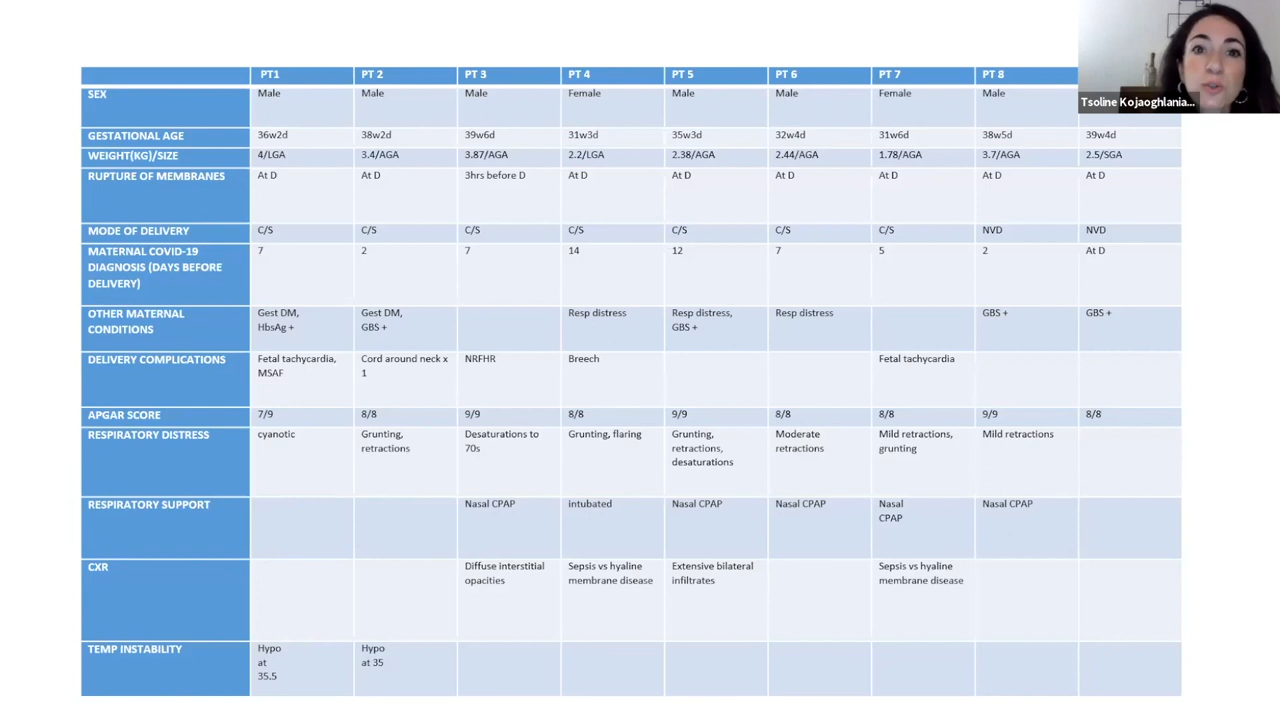 PT1 PT 2 PT 3 PT 4 PT 5 PT 6 PT 7 PT 8
Tsoline Kojaoghlania...
SEX Male Male Male Female Male Male Female Male
GESTATIONAL AGE 36w2d 38w2d 39w6d 31w3d 35w3d 32w4d 31w6d 38w5d 39w4d
WEIGHT(KG)/SIZE 4/LGA 3.4/AGA 3.87/AGA 2.2/LGA 2.38/AGA 2.44/AGA 1.78/AGA 3.7/AGA 2.5/SGA
RUPTURE OF MEMBRANES At D At D 3hrs before D At D At D At D At D At D At D
MODE OF DELIVERY C/S C/S C/S C/S C/S C/S C/S NVD NVD
MATERNAL COVID-19 7 2 7 14 12 7 5 2 At D
DIAGNOSIS (DAYS BEFORE
DELIVERY)
OTHER MATERNAL Gest DM, Gest DM, Resp distress Resp distress, Resp distress GBS + GBS +
CONDITIONS HbsAg + GBS + GBS +
DELIVERY COMPLICATIONS Fetal tachycardia, Cord around neck x NRFHR Breech Fetal tachycardia
MSAF 1
APGAR SCORE 7/9 8/8 9/9 8/8 9/9 8/8 8/8 9/9 8/8
RESPIRATORY DISTRESS cyanotic Grunting, Desaturations to Grunting, flaring Grunting, Moderate Mild retractions, Mild retractions
retractions 70s retractions, retractions grunting
desaturations
RESPIRATORY SUPPORT Nasal CPAP intubated Nasal CPAP Nasal CPAP Nasal Nasal CPAP
CPAP
CXR Diffuse interstitial Sepsis vs hyaline Extensive bilateral Sepsis vs hyaline
opacities membrane disease infiltrates membrane disease
TEMP INSTABILITY Hypo Hypo
at at 35
35.5